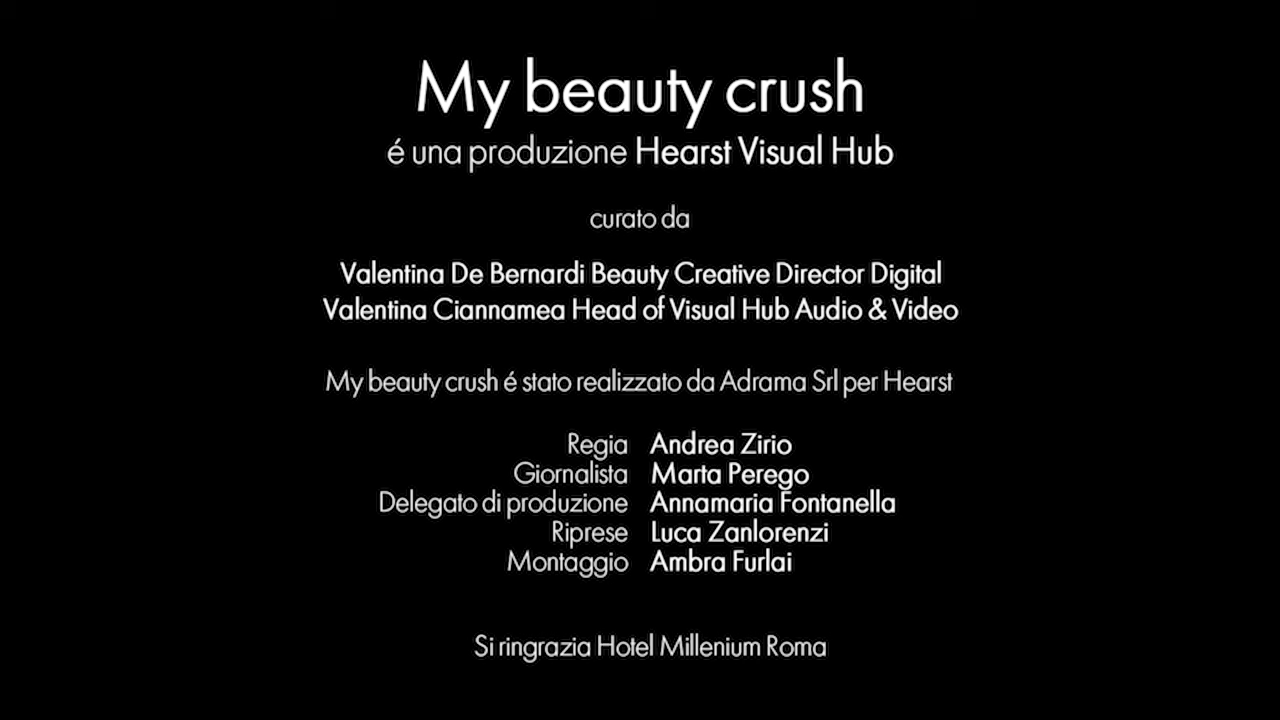 My beauty crush
é una produzione Hearst Visual Hub
curato da
Valentina De Bernardi Beauty Creative Director Digital
Valentina Ciannamea Head of Visual Hub Audio & Video
My beauty crush é stato realizzato da Adrama Srl per Hearst
Regia Andrea Zirio
Giornalista Marta Perego
Delegato di produzione Annamaria Fontanella
Riprese Luca Zanlorenzi
Montaggio Ambra Furlai
Si ringrazia Hotel Millenium Roma